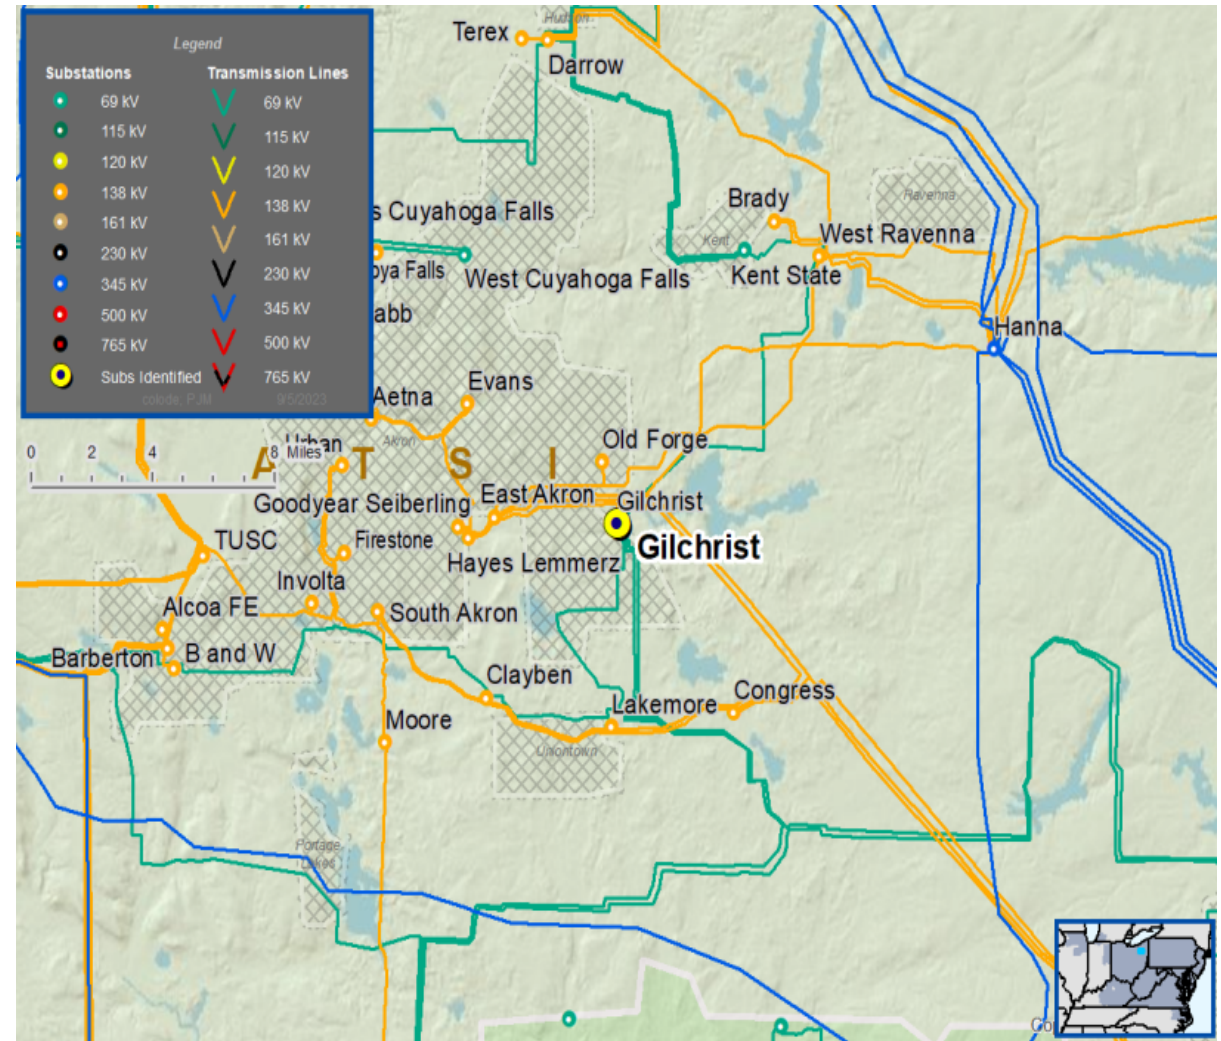 Legend
Substations
Transmission Lines
69 kV
69 kV
115 kV
115 kV
120 kV
120 kV
138 kV
138 kV
161 kV
161 kV
230 kV
230 kV
345 kV
345 kV
500 kV
500 kV
765 kV
Subs Identified
765 kV
colode: PJM
9/5/2023
0 2 4 8 Miles
A T S I
Hudson
Terex
Darrow
s Cuyahoga Falls
oya Falls
West Cuyahoga Falls
abb
Brady
Ravenna
Kent
West Ravenna
Kent State
Hanna
Evans
Aetna
Akron
Urban
Old Forge
Goodyear Seiberling
East Akron
Gilchrist
Gilchrist
TUSC
Firestone
Hayes Lemmerz
Involta
Alcoa FE
South Akron
Barberton
B and W
Clayben
Lakemore
Congress
Moore
Uniontown
Portage
Lakes
Co